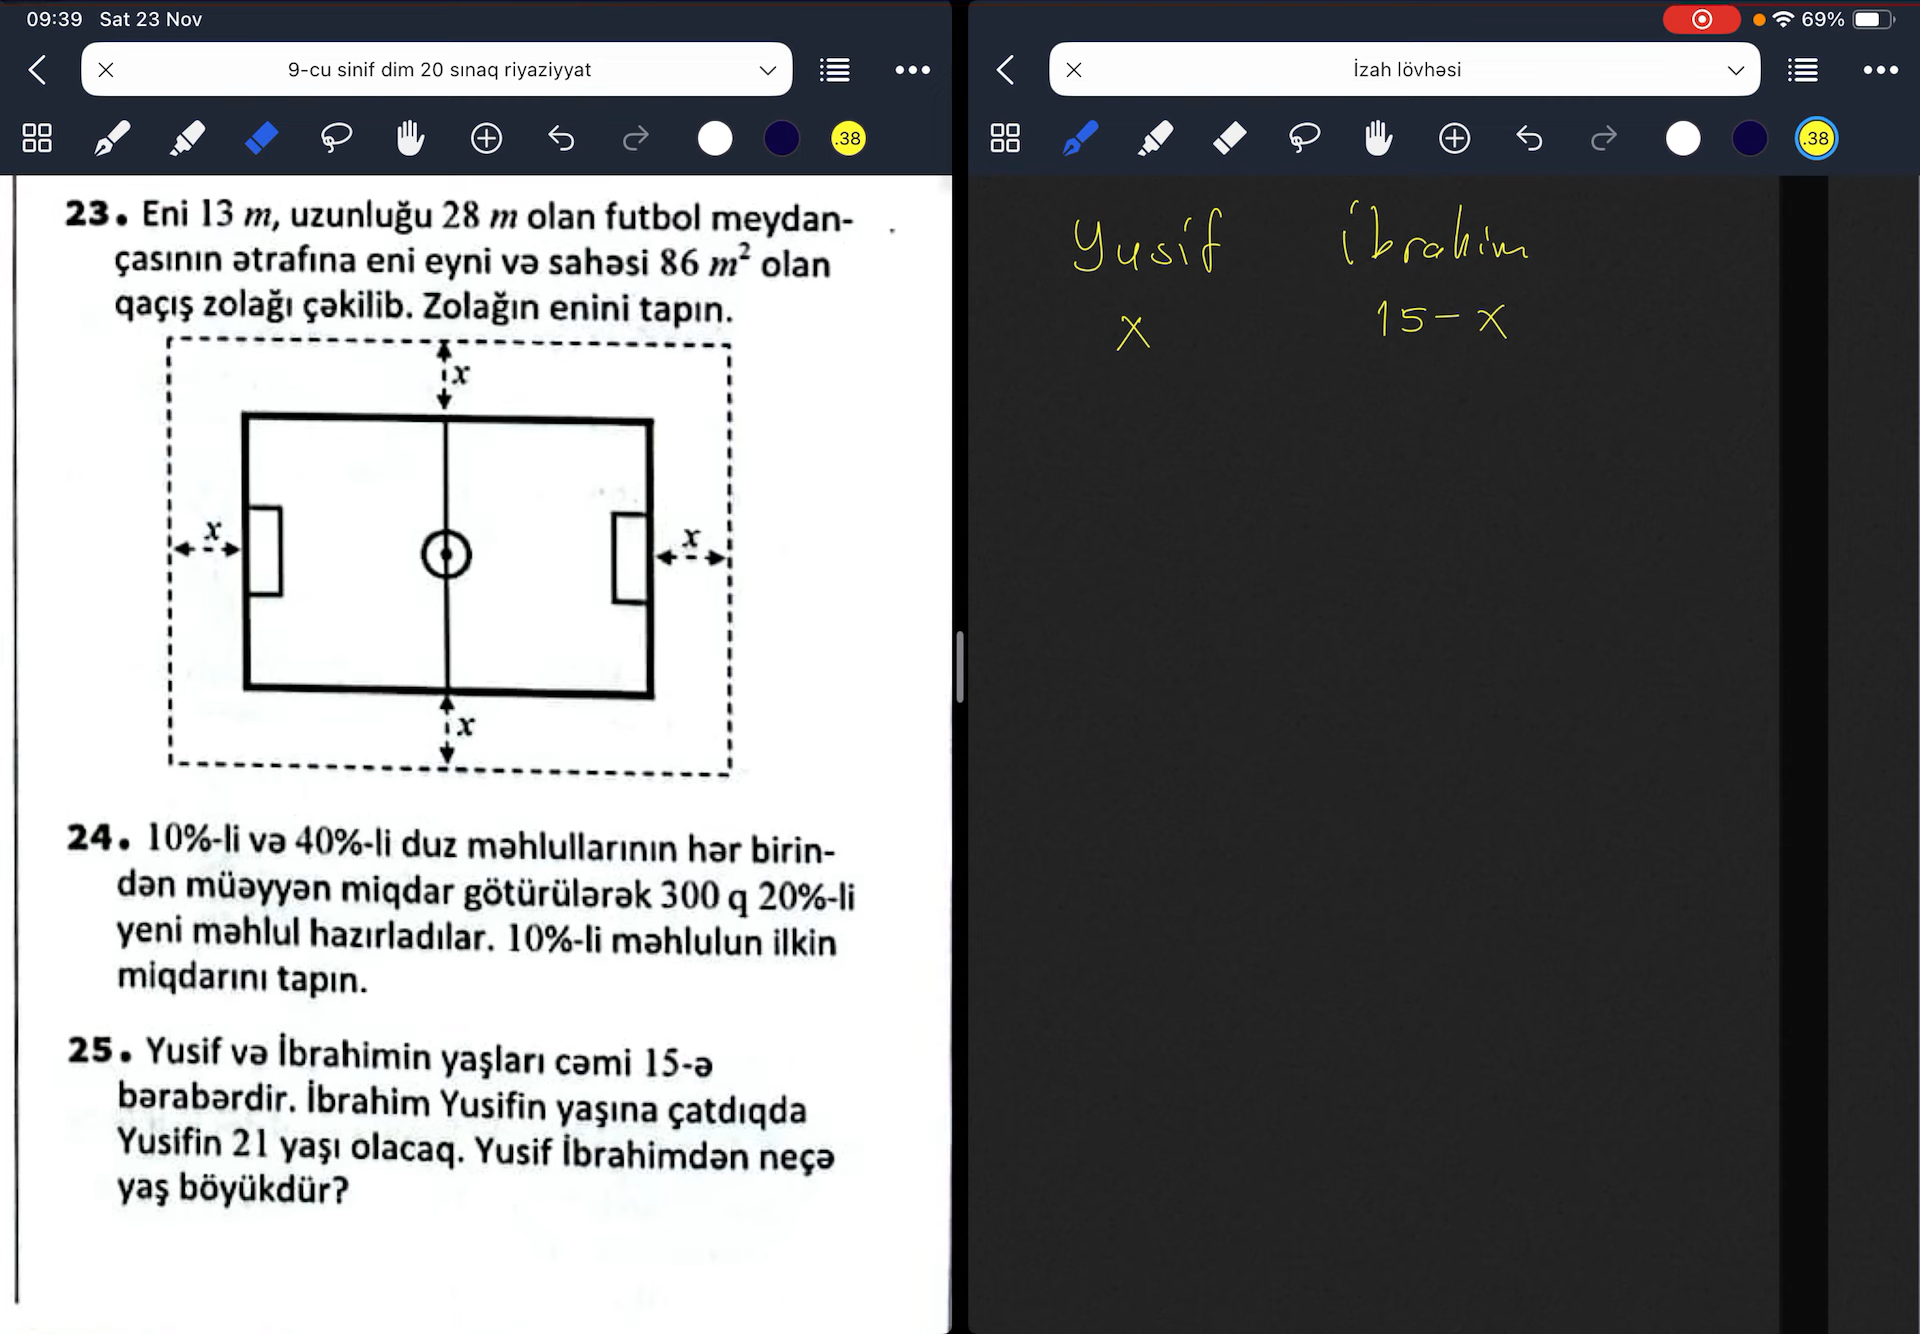 09:39 Sat 23 Nov
69%
9-cu sinif dim 20 sınaq riyaziyyat
İzah lövhəsi
.38
.38
23. Eni 13 m, uzunluğu 28 m olan futbol meydan-
çasının ətrafına eni eyni və sahəsi 86 m² olan
qaçış zolağı çəkilib. Zolağın enini tapın.
x
x
x
x
24. 10%-li və 40%-li duz məhlullarının hər birin-
dən müəyyən miqdar götürülərək 300 q 20%-li
yeni məhlul hazırladılar. 10%-li məhlulun ilkin
miqdarını tapın.
25. Yusif və İbrahimin yaşları cəmi 15-ə
bərabərdir. İbrahim Yusifin yaşına çatdıqda
Yusifin 21 yaşı olacaq. Yusif İbrahimdən neçə
yaş böyükdür?
Yusif İbrahim
x 15-x